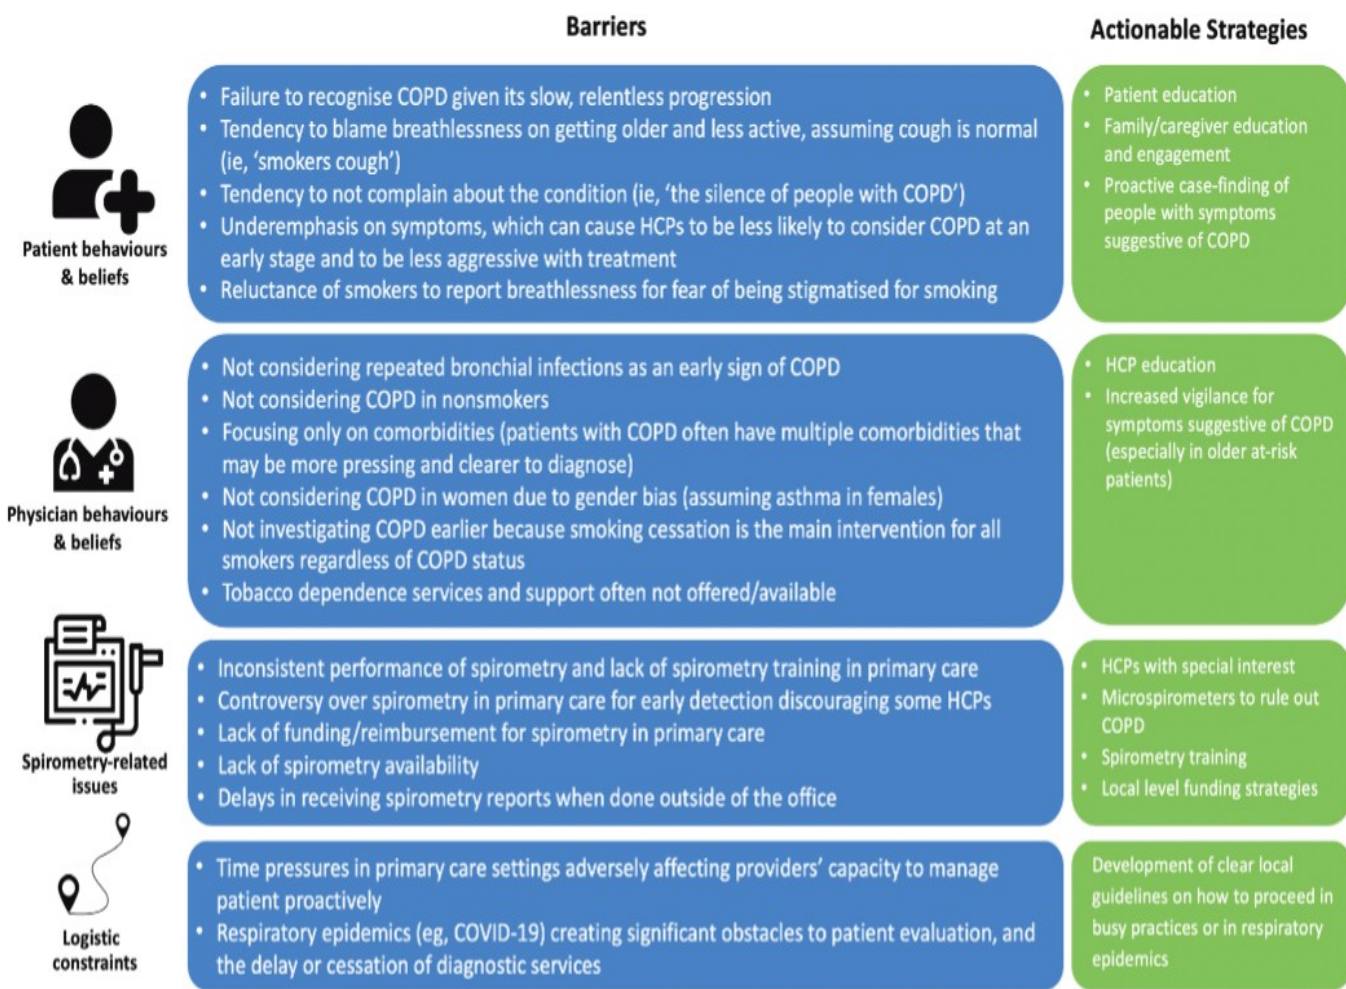 Barriers
Actionable Strategies
Patient behaviours
& beliefs
• Failure to recognise COPD given its slow, relentless progression
• Tendency to blame breathlessness on getting older and less active, assuming cough is normal
(ie, ‘smokers cough’)
• Tendency to not complain about the condition (ie, ‘the silence of people with COPD’)
• Underemphasis on symptoms, which can cause HCPs to be less likely to consider COPD at an
early stage and to be less aggressive with treatment
• Reluctance of smokers to report breathlessness for fear of being stigmatised for smoking
• Patient education
• Family/caregiver education
and engagement
• Proactive case-finding of
people with symptoms
suggestive of COPD
Physician behaviours
& beliefs
• Not considering repeated bronchial infections as an early sign of COPD
• Not considering COPD in nonsmokers
• Focusing only on comorbidities (patients with COPD often have multiple comorbidities that
may be more pressing and clearer to diagnose)
• Not considering COPD in women due to gender bias (assuming asthma in females)
• Not investigating COPD earlier because smoking cessation is the main intervention for all
smokers regardless of COPD status
• Tobacco dependence services and support often not offered/available
• HCP education
• Increased vigilance for
symptoms suggestive of COPD
(especially in older at-risk
patients)
Spirometry-related
issues
• Inconsistent performance of spirometry and lack of spirometry training in primary care
• Controversy over spirometry in primary care for early detection discouraging some HCPs
• Lack of funding/reimbursement for spirometry in primary care
• Lack of spirometry availability
• Delays in receiving spirometry reports when done outside of the office
• HCPs with special interest
• Microspirometers to rule out
COPD
• Spirometry training
• Local level funding strategies
Logistic
constraints
• Time pressures in primary care settings adversely affecting providers’ capacity to manage
patient proactively
• Respiratory epidemics (eg, COVID-19) creating significant obstacles to patient evaluation, and
the delay or cessation of diagnostic services
Development of clear local
guidelines on how to proceed in
busy practices or in respiratory
epidemics